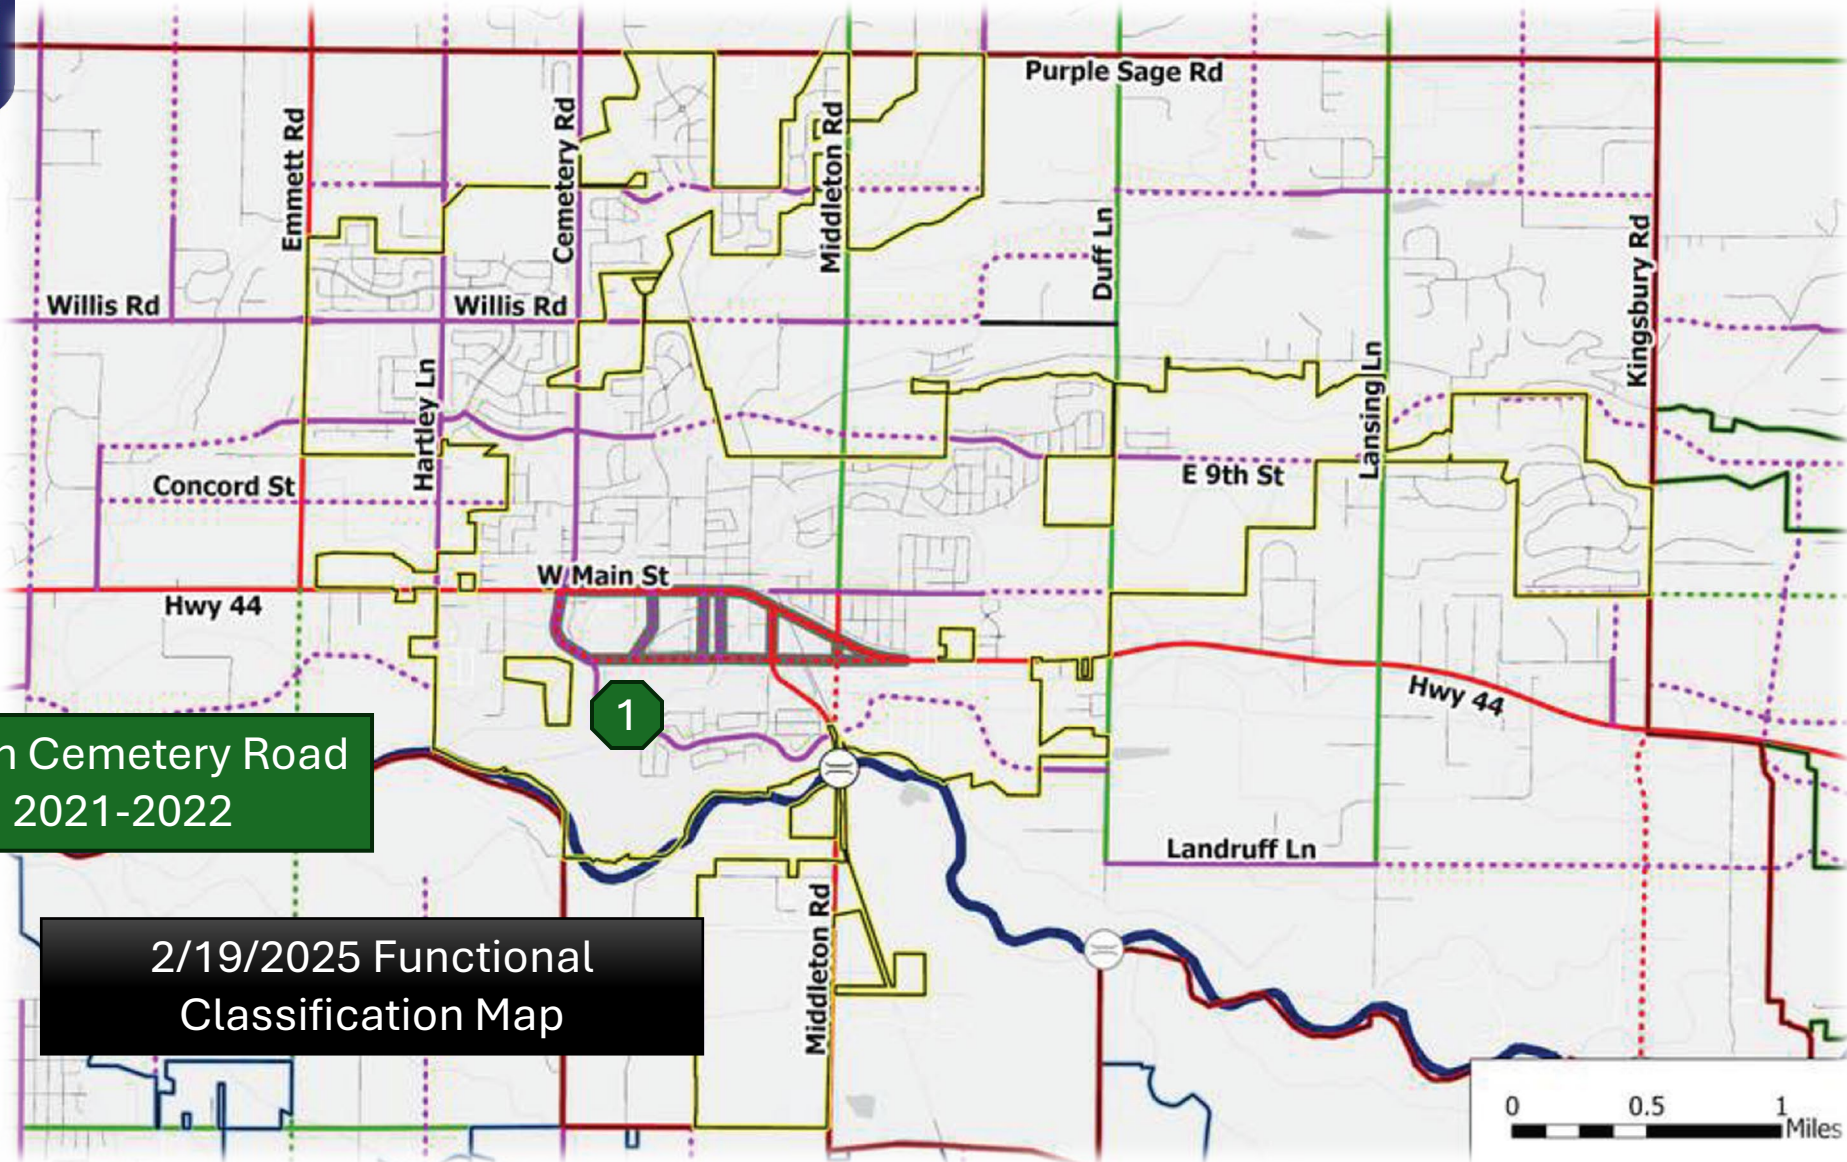 Purple Sage Rd
Emmett Rd
Cemetery Rd
Middleton Rd
Duff Ln
Kingsbury Rd
Willis Rd
Willis Rd
Hartley Ln
Lansing Ln
Concord St
E 9th St
W Main St
Hwy 44
Hwy 44
1
Cemetery Road
2021-2022
Landruff Ln
Middleton Rd
2/19/2025 Functional
Classification Map
0 0.5 1
Miles